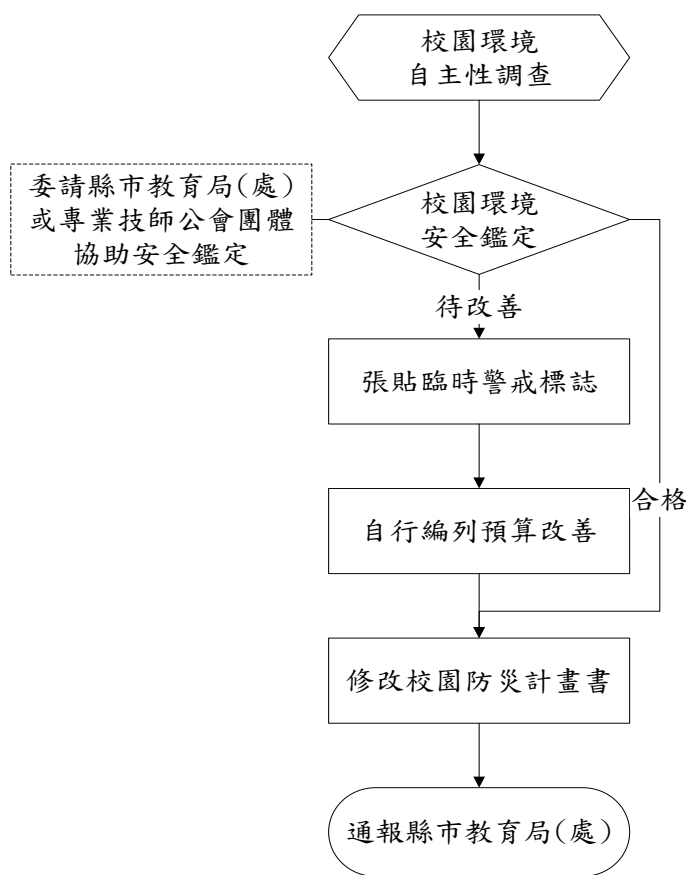 校園環境
自主性調查
委請縣市教育局(處)
或專業技師公會團體
協助安全鑑定
校園環境
安全鑑定
待改善
張貼臨時警戒標誌
合格
自行編列預算改善
修改校園防災計畫書
通報縣市教育局(處)